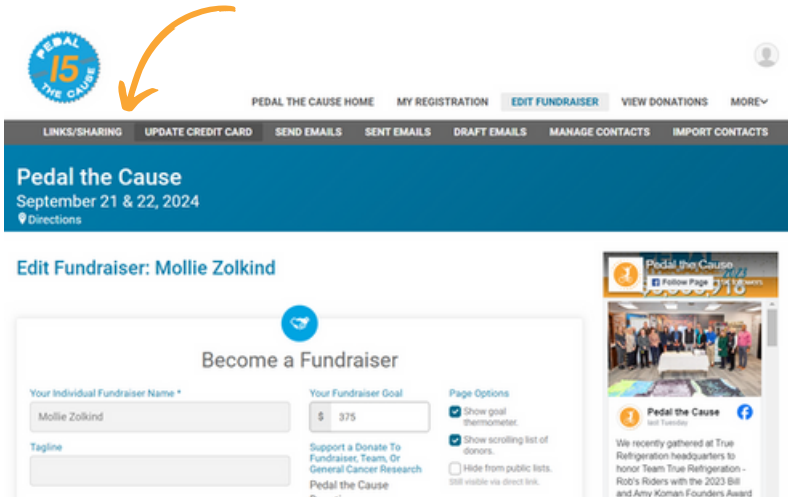 PEDAL
15
THE CAUSE
PEDAL THE CAUSE HOME MY REGISTRATION EDIT FUNDRAISER VIEW DONATIONS MORE
LINKS/SHARING UPDATE CREDIT CARD SEND EMAILS SENT EMAILS DRAFT EMAILS MANAGE CONTACTS IMPORT CONTACTS
Pedal the Cause
September 21 & 22, 2024
Directions
Edit Fundraiser: Mollie Zolkind
Become a Fundraiser
Your Individual Fundraiser Name *
Mollie Zolkind
Tagline
Your Fundraiser Goal
$ 375
Support a Donate To
Fundraiser, Team, Or
General Cancer Research
Pedal the Cause
Page Options
Show goal
thermometer.
Show scrolling list of
donors.
Hide from public lists.
Still visible via direct link.
Pedal the Cause
2023
Follow Page
Pedal the Cause
last Tuesday
We recently gathered at True
Refrigeration headquarters to
honor Team True Refrigeration -
Rob's Riders with the 2023 Bill
and Amy Koman Founders Award